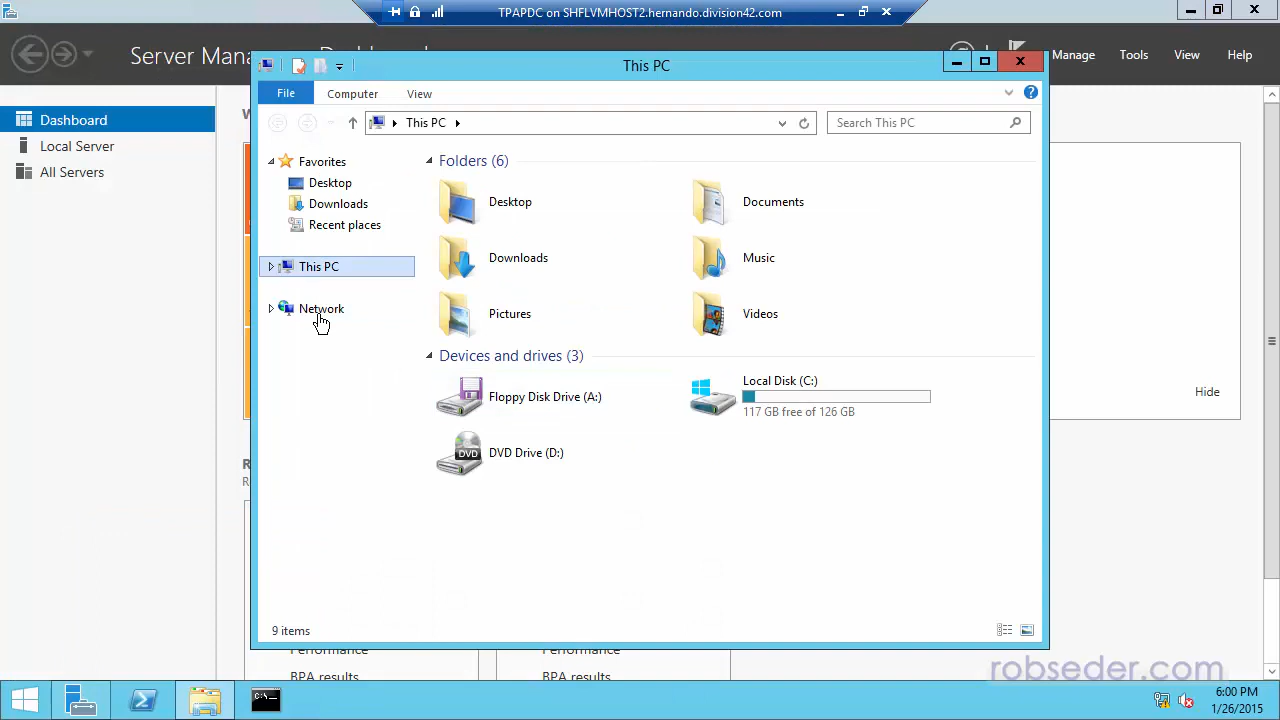 TPAPDC on SHFLVMHOST2.hernando.division42.com
Manage Tools View Help
This PC
File Computer View
This PC
Search This PC
Dashboard
Local Server
All Servers
Favorites
Desktop
Downloads
Recent places
This PC
Network
Folders (6)
Desktop
Documents
Downloads
Music
Pictures
Videos
Devices and drives (3)
Floppy Disk Drive (A:)
Local Disk (C:)
117 GB free of 126 GB
DVD Drive (D:)
Hide
9 items
Performance
Performance
BPA results
BPA results
robseder.com
6:00 PM
1/26/2015